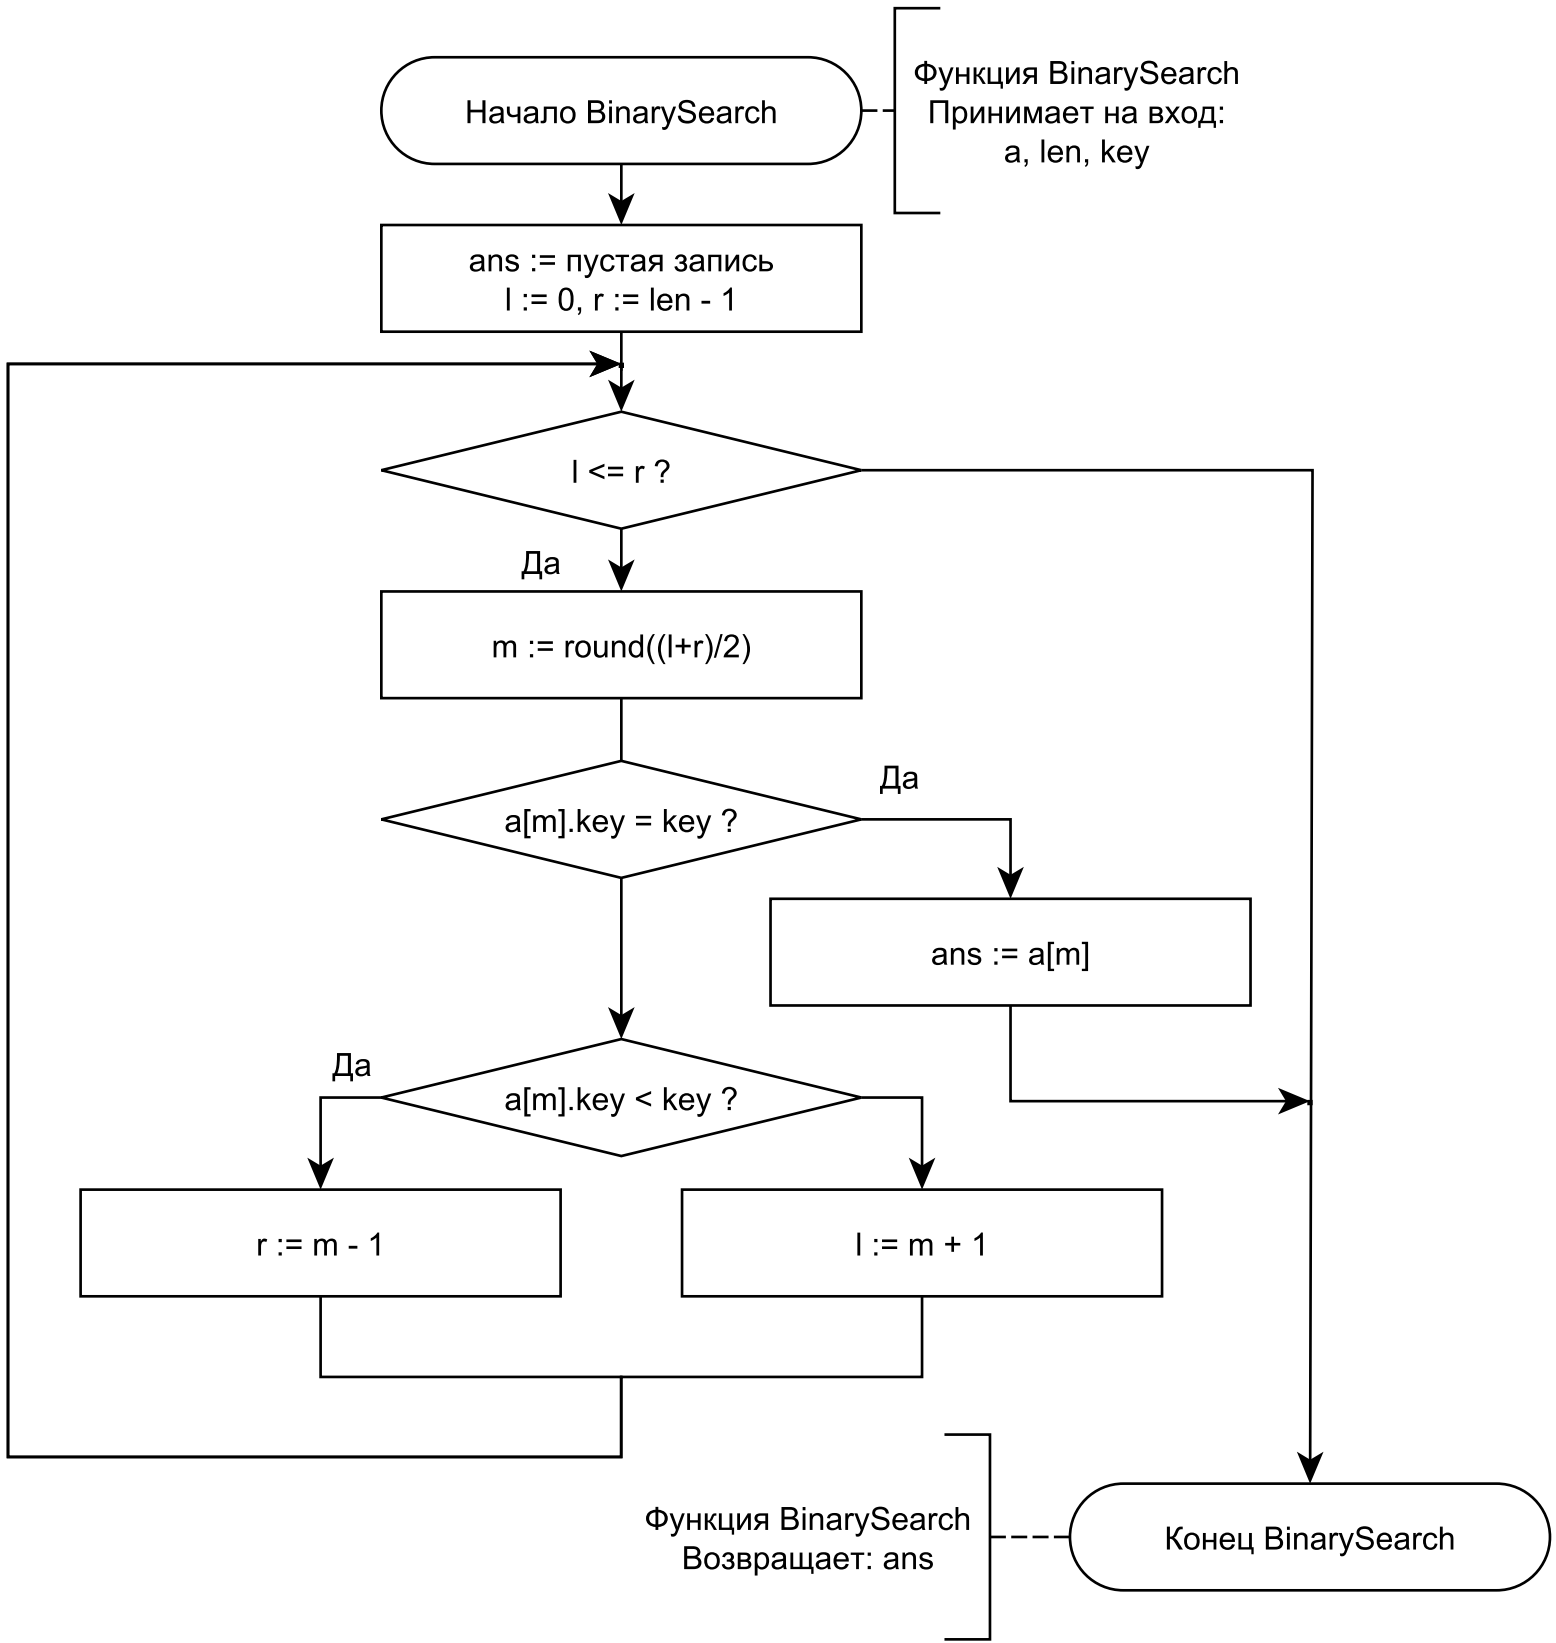 Функция BinarySearch
Принимает на вход:
a, len, key
Начало BinarySearch
ans := пустая запись
l := 0, r := len - 1
l <= r ?
Да
m := round((l+r)/2)
a[m].key = key ?
Да
ans := a[m]
a[m].key < key ?
Да
r := m - 1
l := m + 1
Функция BinarySearch
Возвращает: ans
Конец BinarySearch